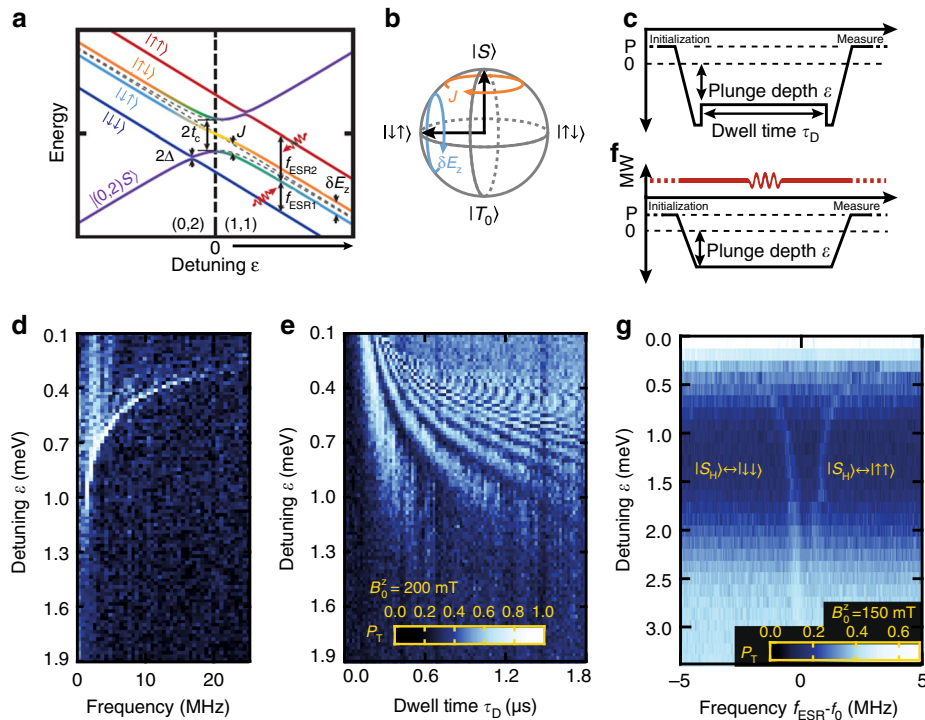 a
|↑↑⟩
|↑↓⟩
|↓↑⟩
|↓↓⟩
|(0,2)S⟩
2t_c
J
2Δ
f_ESR2
f_ESR1
δE_z
(0,2)
(1,1)
0
Energy
Detuning ε
b
|S⟩
J
|↓↑⟩
|↑↓⟩
δE_z
|T_0⟩
c
Initialization
Measure
P
0
Plunge depth ε
Dwell time τ_D
f
MW
Initialization
Measure
P
0
Plunge depth ε
d
0.1
0.4
0.7
1.0
1.3
1.6
1.9
Detuning ε (meV)
0 10 20
Frequency (MHz)
e
0.1
0.4
0.7
1.0
1.3
1.6
1.9
Detuning ε (meV)
B_0^z = 200 mT
0.0 0.2 0.4 0.6 0.8 1.0
P_T
0.0 0.6 1.2 1.8
Dwell time τ_D (μs)
g
0.0
0.5
1.0
1.5
2.0
2.5
3.0
Detuning ε (meV)
|S_H⟩↔|↓↓⟩
|S_H⟩↔|↑↑⟩
B_0^z=150 mT
0.0 0.2 0.4 0.6
P_T
−5 0 5
Frequency f_ESR-f_0 (MHz)